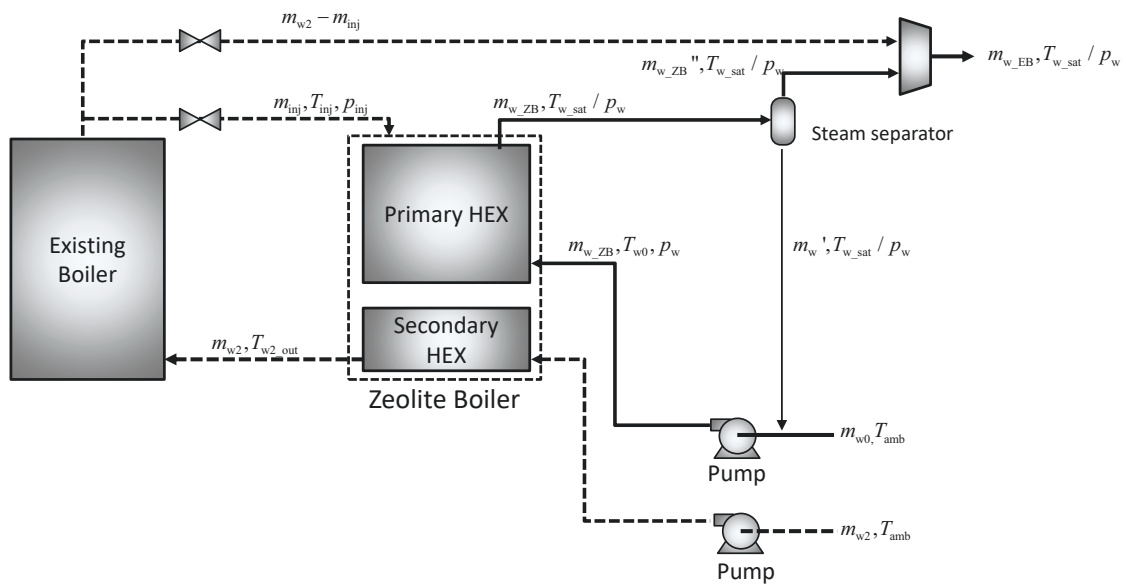 m_w2 − m_inj
m_w_ZB", T_w_sat / p_w
m_w_EB, T_w_sat / p_w
m_inj, T_inj, p_inj
m_w_ZB, T_w_sat / p_w
Steam separator
Primary HEX
Existing
Boiler
m_w_ZB, T_w0, p_w
m_w', T_w_sat / p_w
Secondary
HEX
m_w2, T_w2_out
Zeolite Boiler
m_w0, T_amb
Pump
m_w2, T_amb
Pump